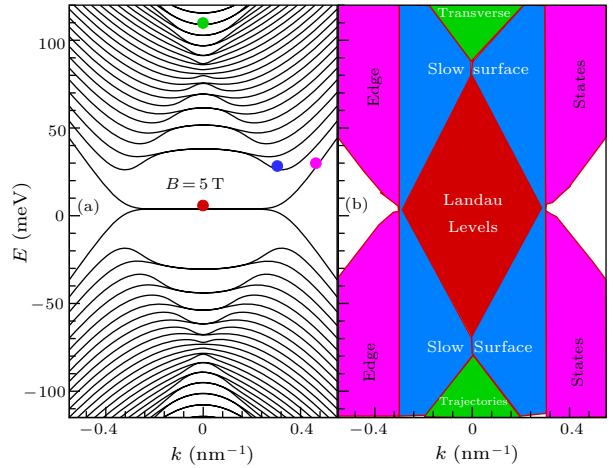 100
50
0
−50
−100
E (meV)
B = 5 T
(a)
−0.4
0
0.4
k (nm⁻¹)
Transverse
Slow surface
Edge
States
(b)
Landau
Levels
Slow Surface
Edge
States
Trajectories
−0.4
0
0.4
k (nm⁻¹)